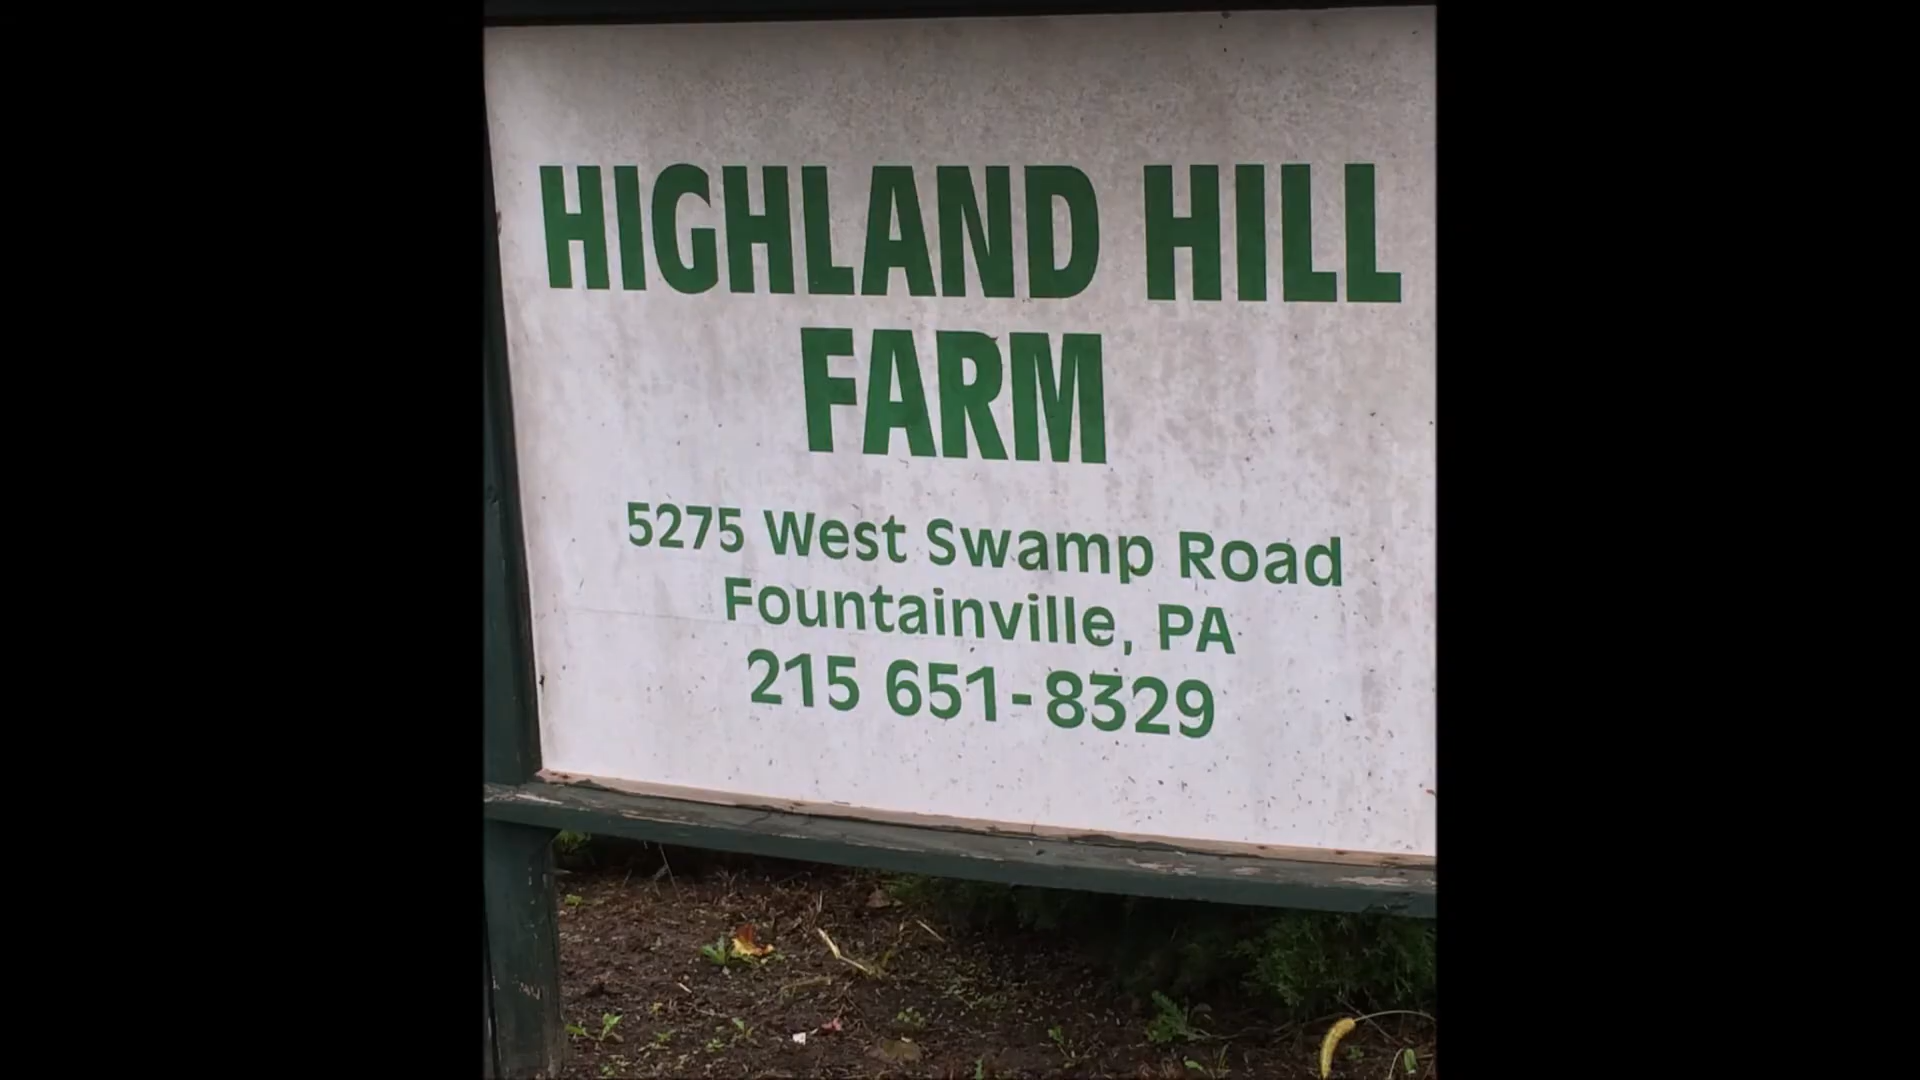 HIGHLAND HILL
FARM
5275 West Swamp Road
Fountainville, PA
215 651-8329